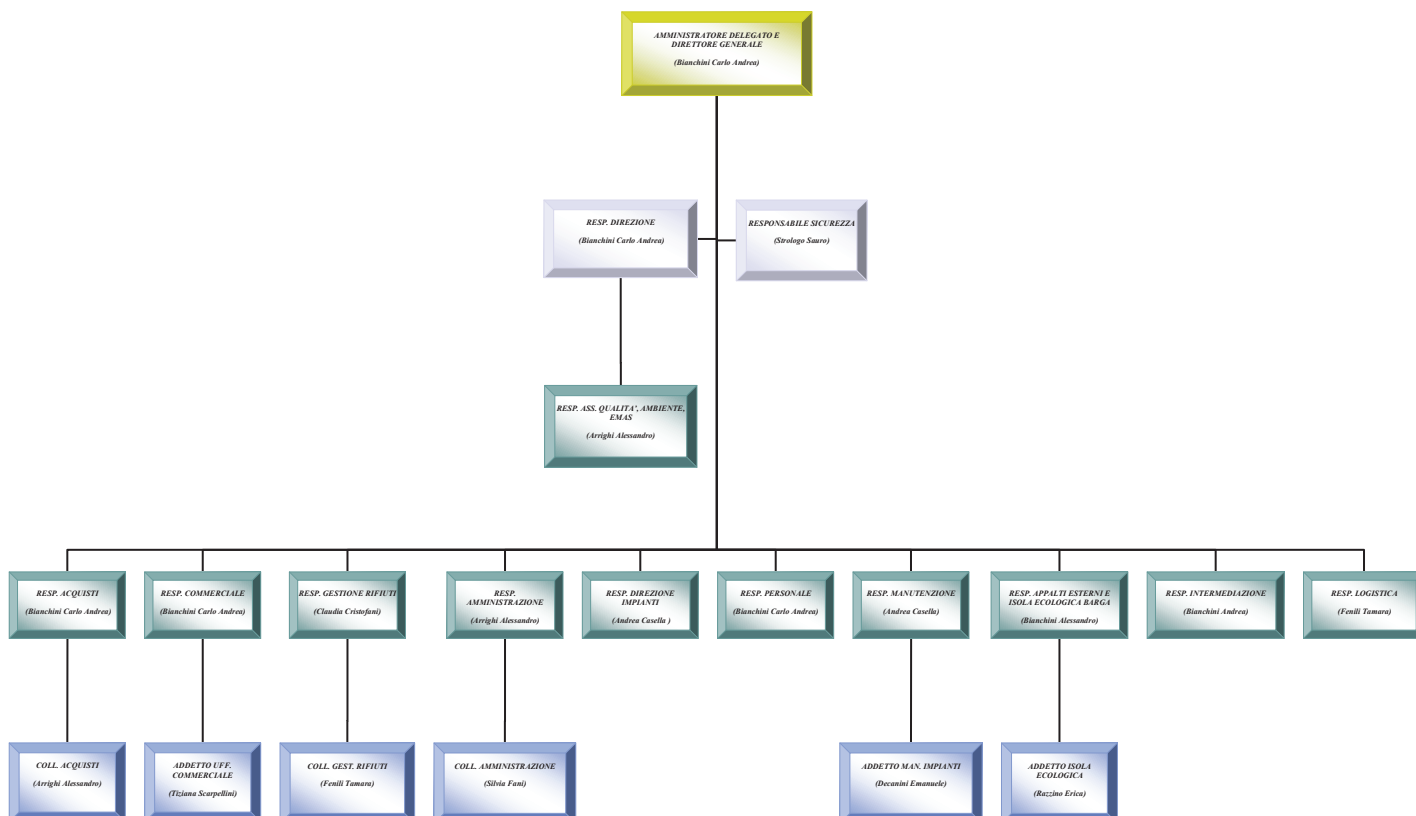 AMMINISTRATORE DELEGATO E
DIRETTORE GENERALE
(Bianchini Carlo Andrea)
RESP. DIREZIONE
(Bianchini Carlo Andrea)
RESPONSABILE SICUREZZA
(Strologo Sauro)
RESP. ASS. QUALITA', AMBIENTE,
EMAS
(Arrighi Alessandro)
RESP. ACQUISTI
(Bianchini Carlo Andrea)
RESP. COMMERCIALE
(Bianchini Carlo Andrea)
RESP. GESTIONE RIFIUTI
(Claudia Cristofani)
RESP.
AMMINISTRAZIONE
(Arrighi Alessandro)
RESP. DIREZIONE
IMPIANTI
(Andrea Casella )
RESP. PERSONALE
(Bianchini Carlo Andrea)
RESP. MANUTENZIONE
(Andrea Casella)
RESP. APPALTI ESTERNI E
ISOLA ECOLOGICA BARGA
(Bianchini Alessandro)
RESP. INTERMEDIAZIONE
(Bianchini Andrea)
RESP. LOGISTICA
(Fenili Tamara)
COLL. ACQUISTI
(Arrighi Alessandro)
ADDETTO UFF.
COMMERCIALE
(Tiziana Scarpellini)
COLL. GEST. RIFIUTI
(Fenili Tamara)
COLL. AMMINISTRAZIONE
(Silvia Fani)
ADDETTO MAN. IMPIANTI
(Decanini Emanuele)
ADDETTO ISOLA
ECOLOGICA
(Razzino Erica)